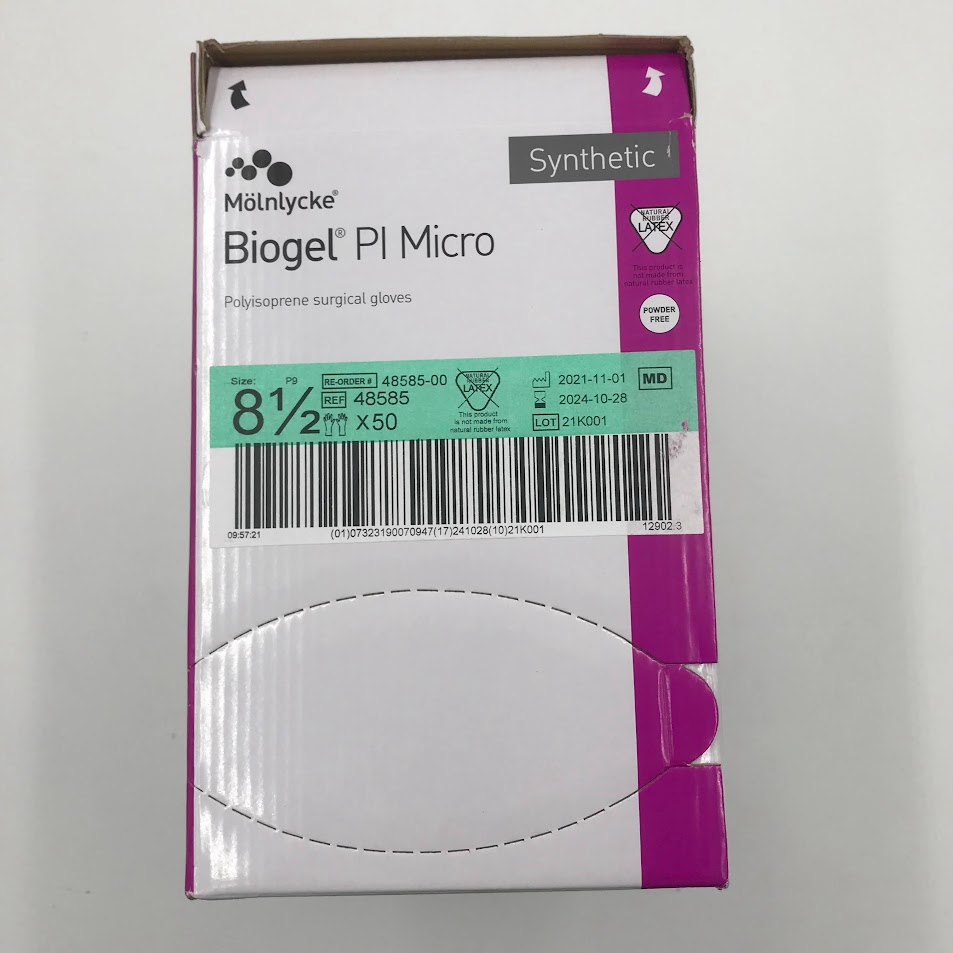 Synthetic
Mölnlycke®
Biogel® PI Micro
Polyisoprene surgical gloves
NATURAL
RUBBER
LATEX
This product is
not made from
natural rubber latex
POWDER
FREE
Size: P9
8½
RE-ORDER # 48585-00
REF 48585
X50
NATURAL
RUBBER
LATEX
This product
is not made from
natural rubber latex
2021-11-01
2024-10-28
LOT 21K001
MD
09:57:21 (01)07323190070947(17)241028(10)21K001 12902.3